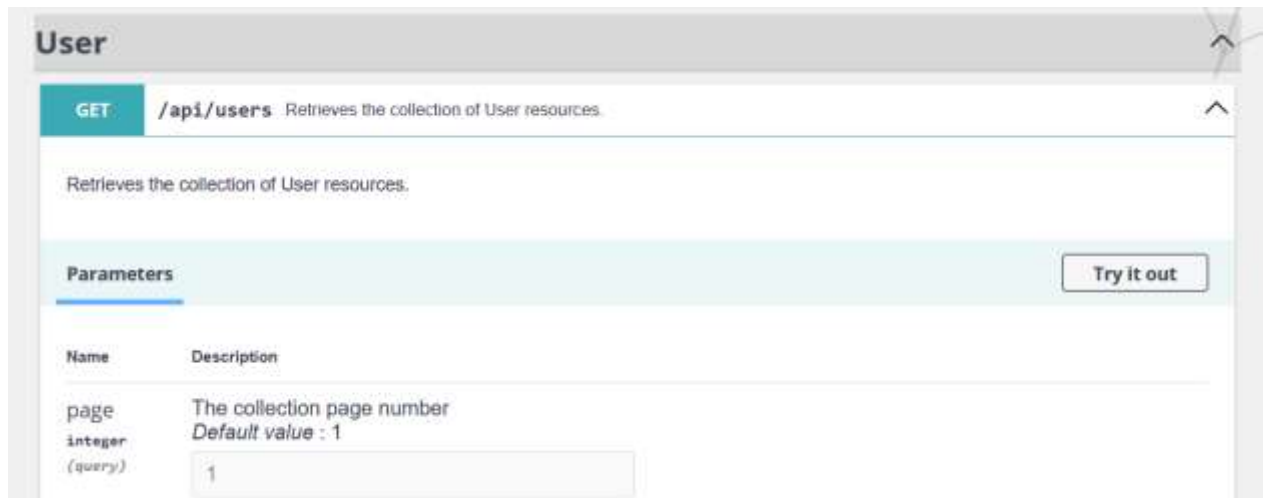 User
GET /api/users Retrieves the collection of User resources.
Retrieves the collection of User resources.
Parameters Try it out
Name Description
page The collection page number
integer Default value : 1
(query) 1